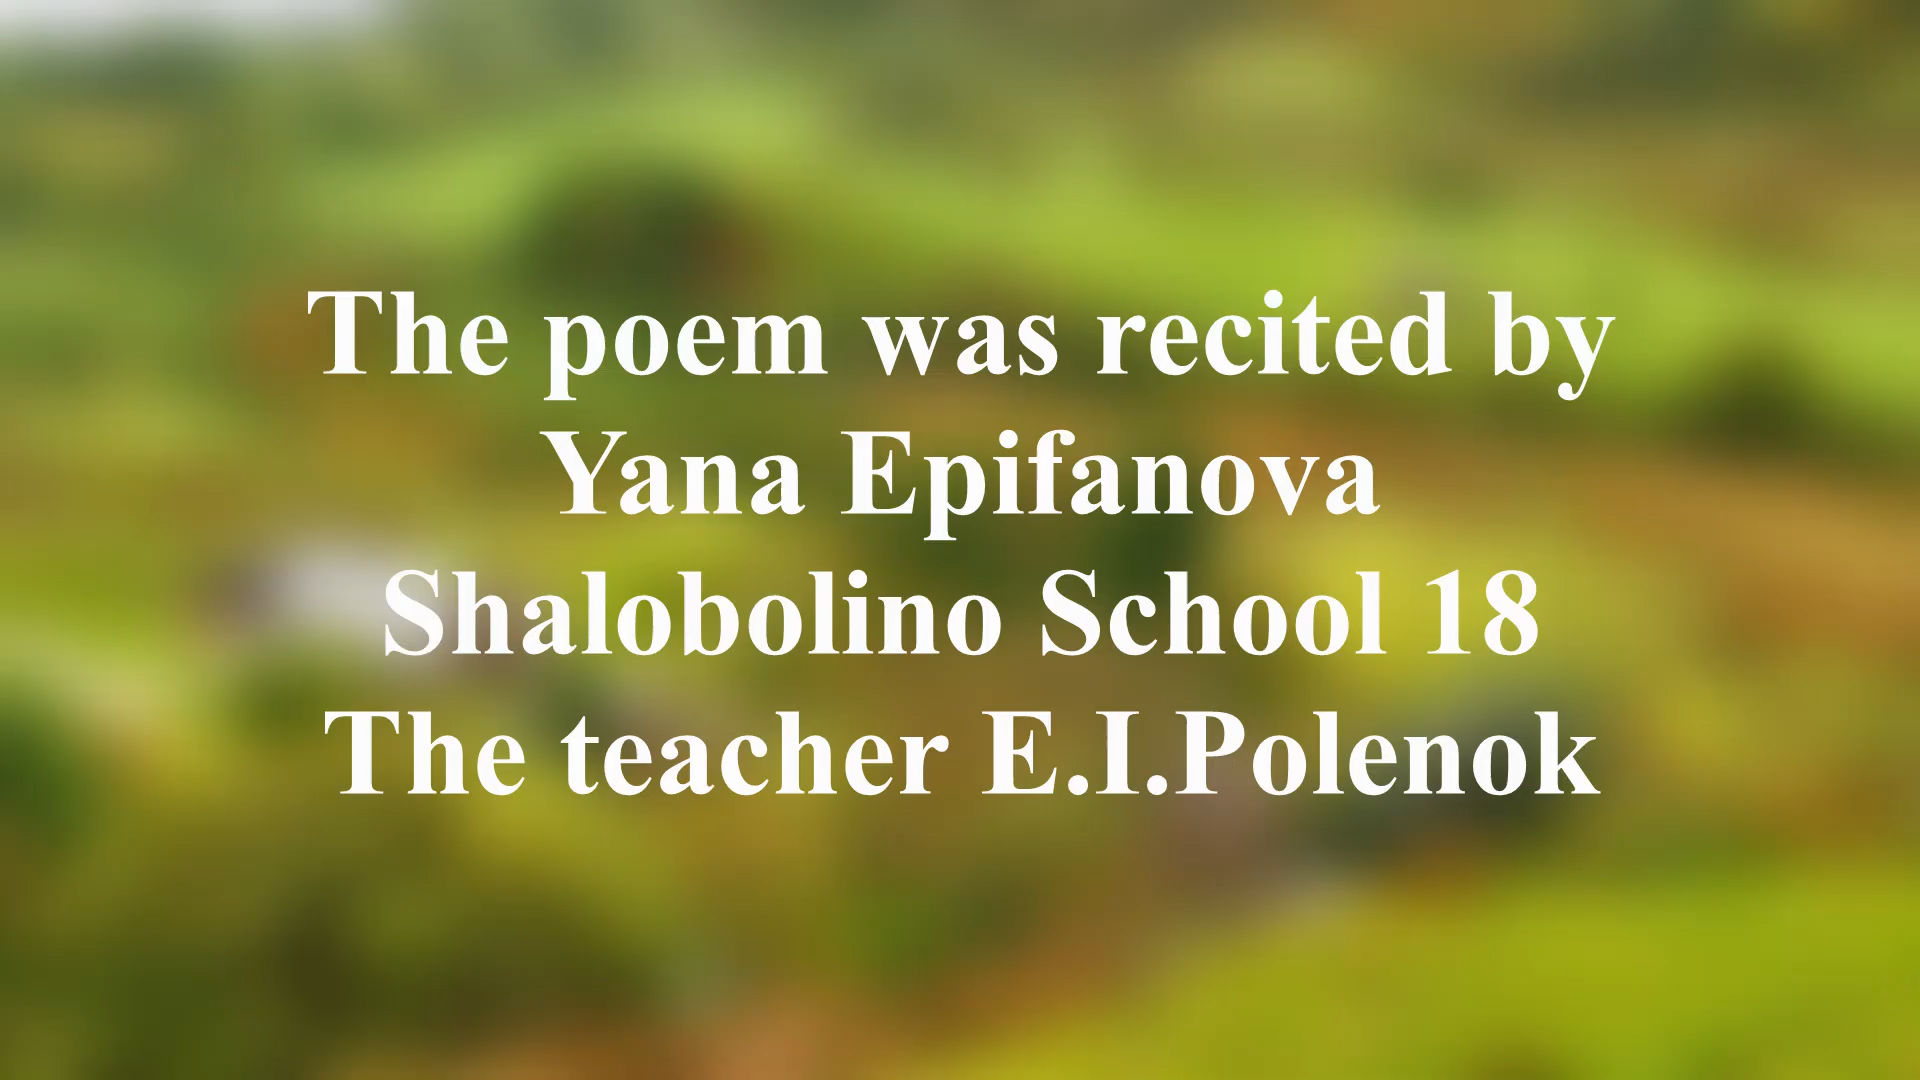 The poem was recited by
Yana Epifanova
Shalobolino School 18
The teacher E.I.Polenok